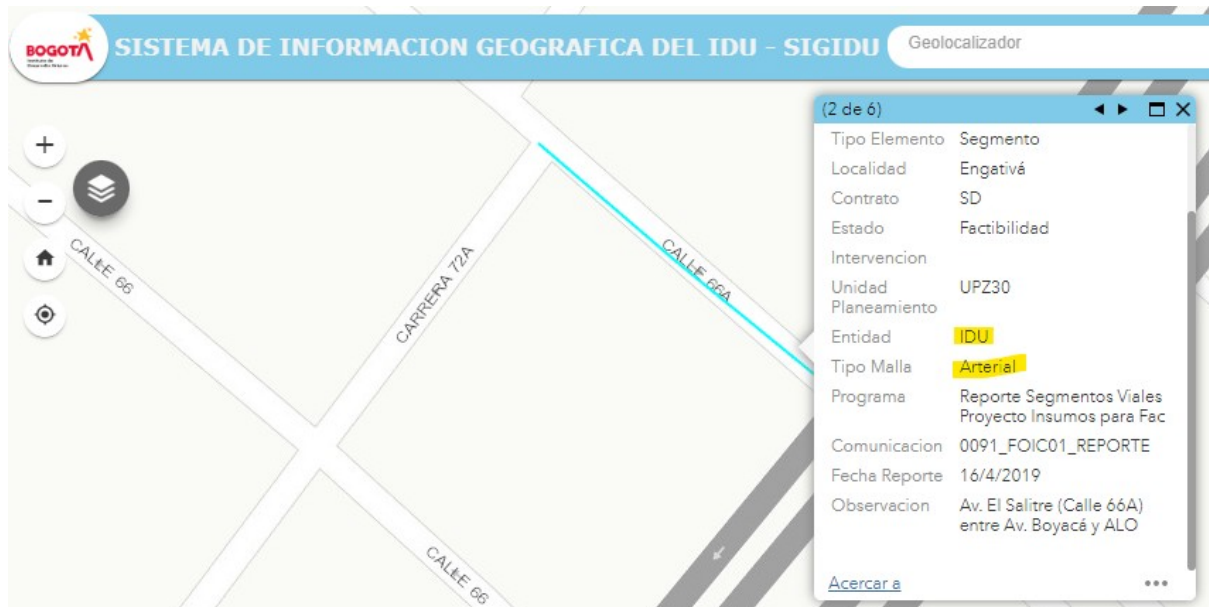 BOGOTÁ
SISTEMA DE INFORMACION GEOGRAFICA DEL IDU - SIGIDU
Geolocalizador
(2 de 6)
Tipo Elemento Segmento
Localidad Engativá
Contrato SD
Estado Factibilidad
Intervencion
Unidad UPZ30
Planeamiento
Entidad IDU
Tipo Malla Arterial
Programa Reporte Segmentos Viales
Proyecto Insumos para Fac
Comunicacion 0091_FOIC01_REPORTE
Fecha Reporte 16/4/2019
Observacion Av. El Salitre (Calle 66A)
entre Av. Boyacá y ALO
Acercar a
CALLE 66
CARRERA 72A
CALLE 66A
CALLE 66